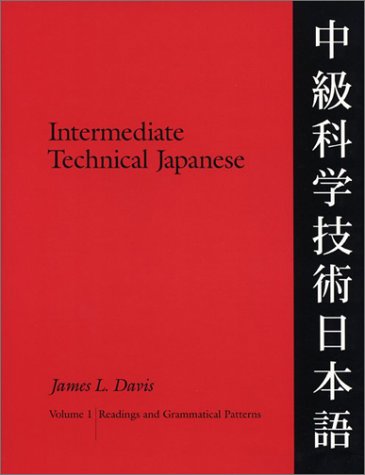 Intermediate
Technical Japanese
James L. Davis
Volume 1 | Readings and Grammatical Patterns
中級科学技術日本語